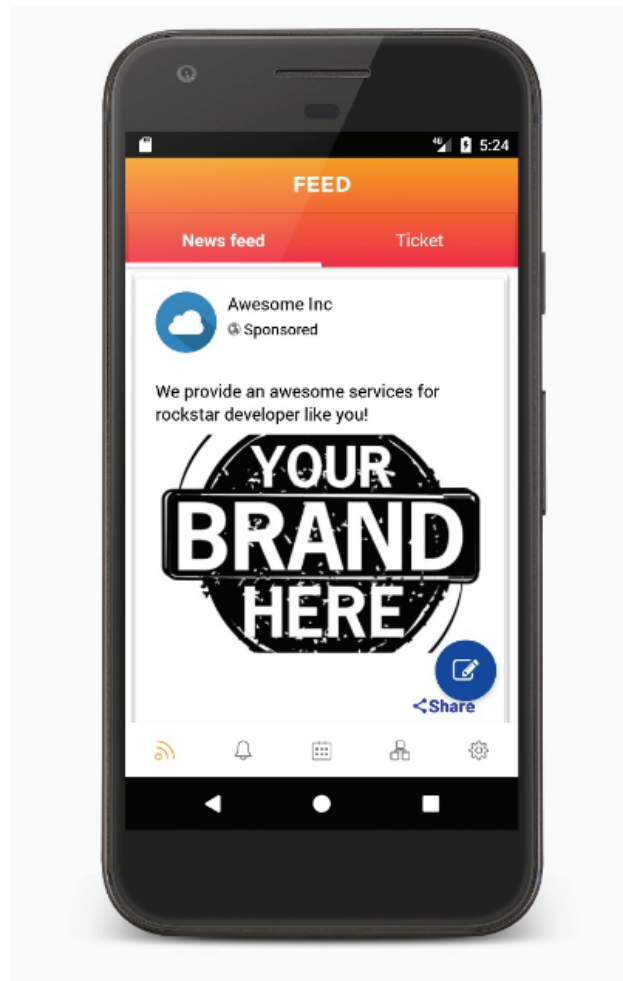 5:24
FEED
News feed
Ticket
Awesome Inc
Sponsored
We provide an awesome services for
rockstar developer like you!
YOUR
BRAND
HERE
Share